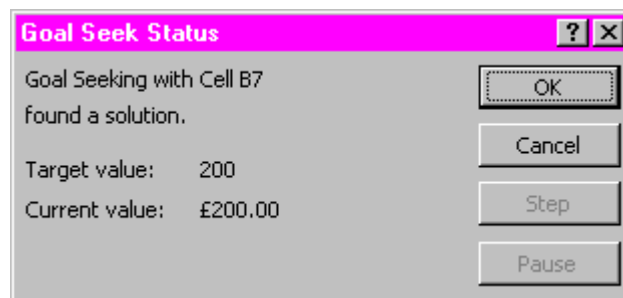 Goal Seek Status
?
Goal Seeking with Cell B7
found a solution.
OK
Cancel
Target value: 200
Current value: £200.00
Step
Pause